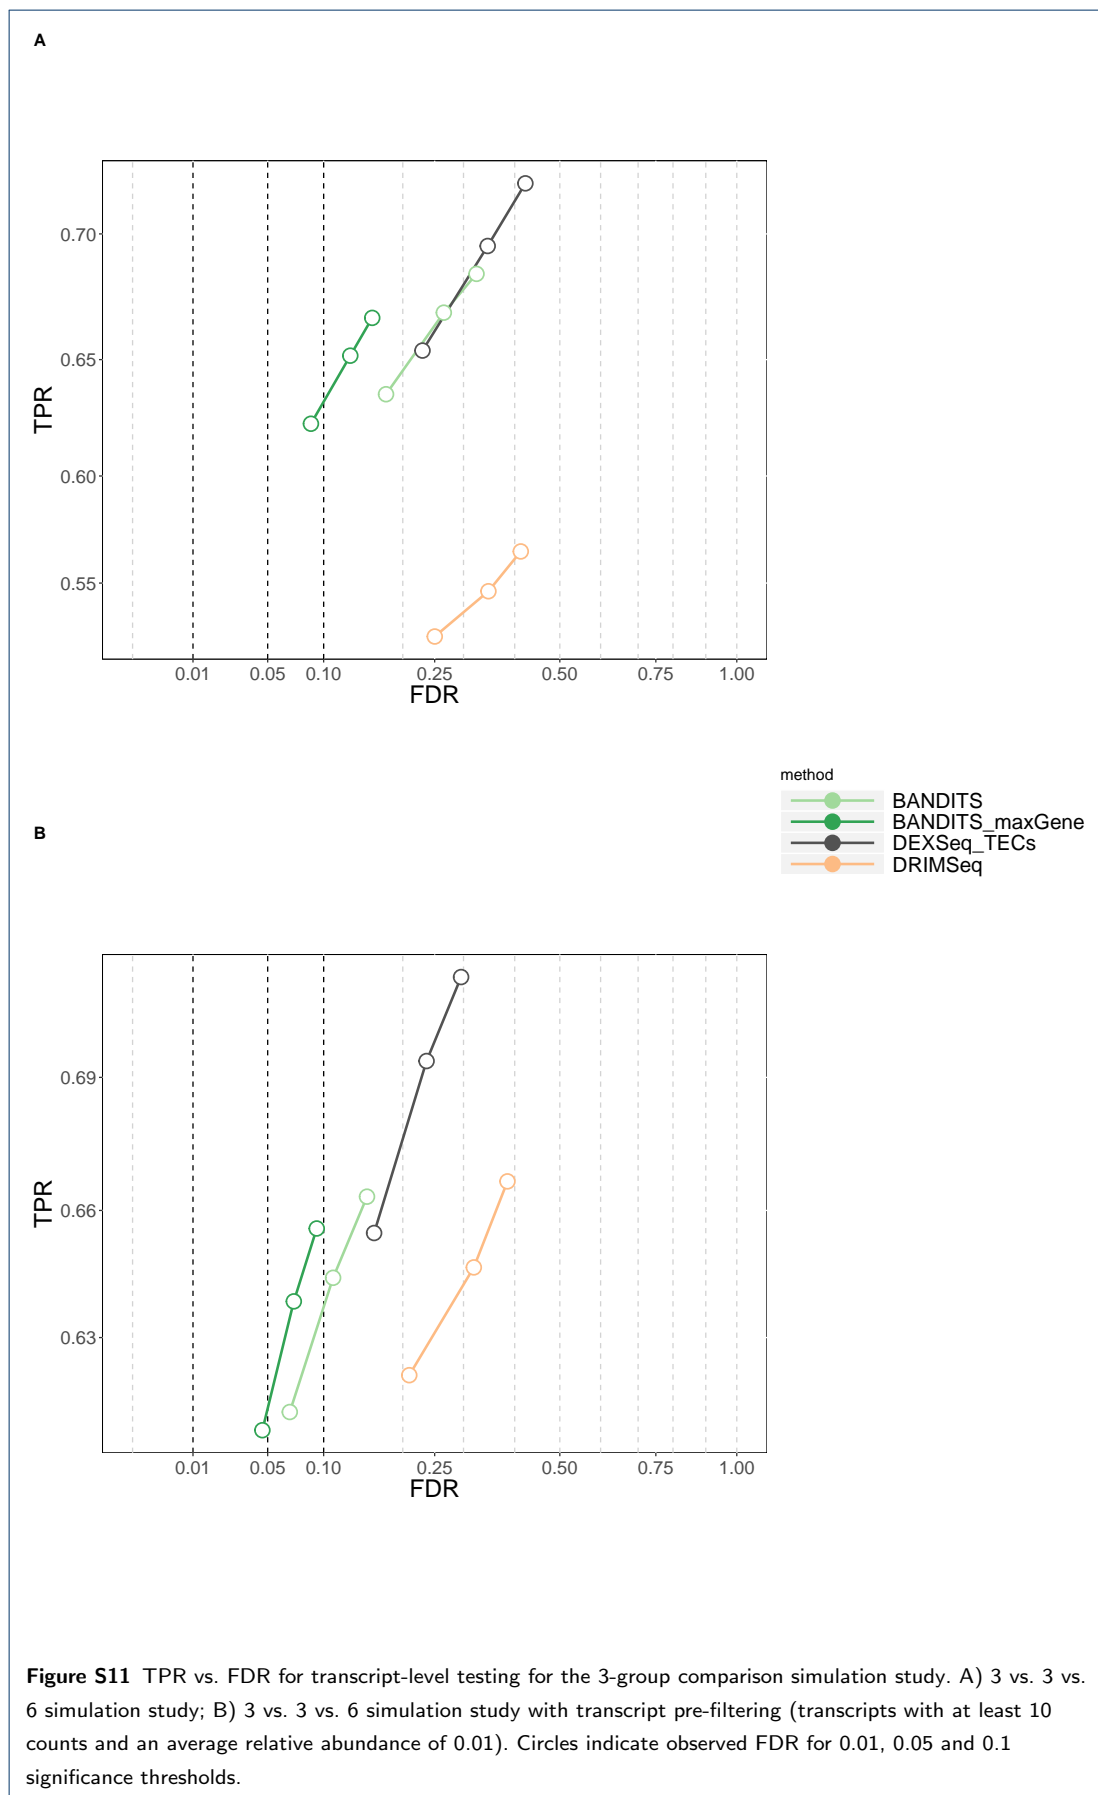 A
0.70
0.65
0.60
0.55
TPR
0.01 0.05 0.10 0.25 0.50 0.75 1.00
FDR
method
BANDITS
BANDITS_maxGene
DEXSeq_TECs
DRIMSeq
B
0.69
0.66
0.63
TPR
0.01 0.05 0.10 0.25 0.50 0.75 1.00
FDR
Figure S11 TPR vs. FDR for transcript-level testing for the 3-group comparison simulation study. A) 3 vs. 3 vs.
6 simulation study; B) 3 vs. 3 vs. 6 simulation study with transcript pre-filtering (transcripts with at least 10
counts and an average relative abundance of 0.01). Circles indicate observed FDR for 0.01, 0.05 and 0.1
significance thresholds.